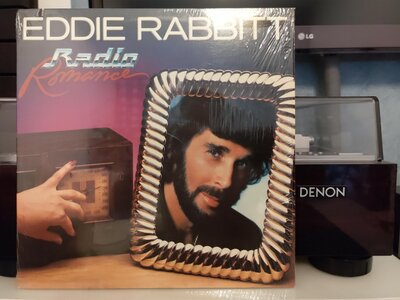 EDDIE RABBITT
Radio
Romance
LG
DENON